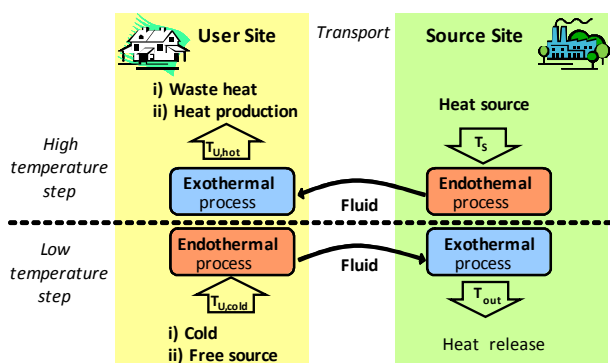 User Site
Transport
Source Site
i) Waste heat
ii) Heat production
Heat source
High
temperature
step
T_U,hot
T_S
Exothermal
process
Fluid
Endothemal
process
Low
temperature
step
Endothermal
process
Fluid
Exothermal
process
T_U,cold
T_out
i) Cold
ii) Free source
Heat release